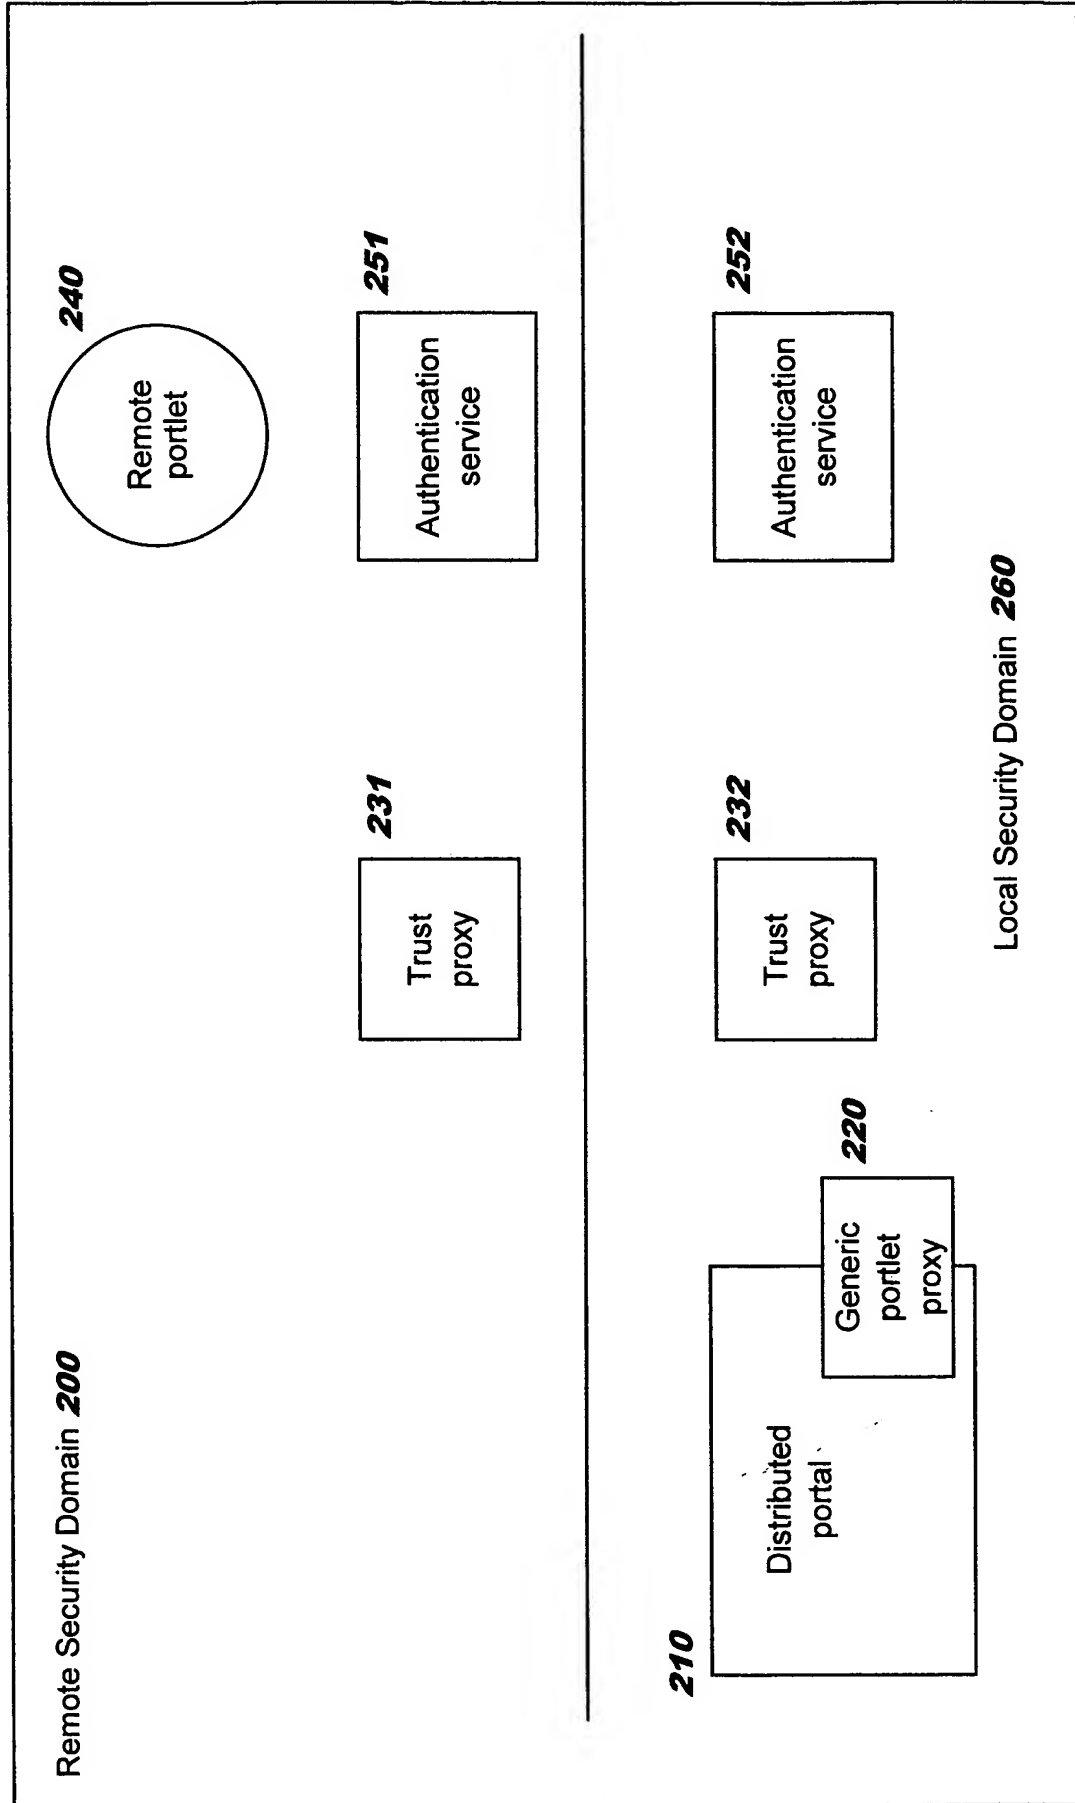 Remote Security Domain 200
240
Remote
portlet
231
Trust
proxy
251
Authentication
service
210
Distributed
portal
220
Generic
portlet
proxy
232
Trust
proxy
252
Authentication
service
Local Security Domain 260